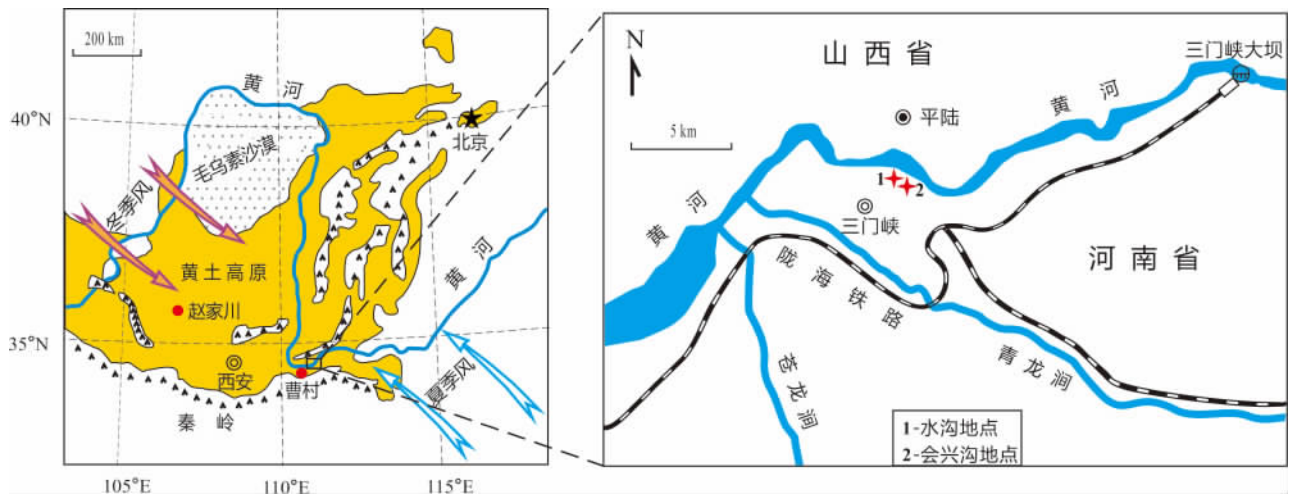 200 km
黄河
40°N
毛乌素沙漠
北京
冬季风
黄土高原
赵家川
黄河
35°N
西安
曹村
夏季风
秦岭
105°E
110°E
115°E
N
山西省
三门峡大坝
平陆
黄河
5 km
1
2
三门峡
黄河
陇海铁路
河南省
苍龙涧
青龙涧
1-水沟地点
2-会兴沟地点